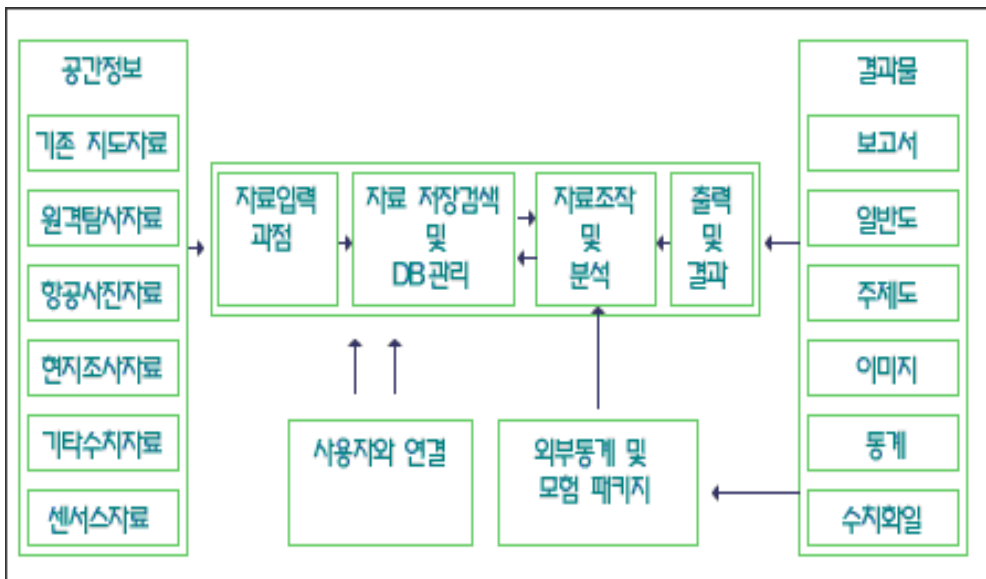 공간정보
기존 지도자료
원격탐사자료
항공사진자료
현지조사자료
기타수치자료
센서스자료
자료입력
과점
자료 저장검색
및
DB관리
자료조작
및
분석
출력
및
결과
사용자와 연결
외부통계 및
모험 패키지
결과물
보고서
일반도
주제도
이미지
통계
수치화일